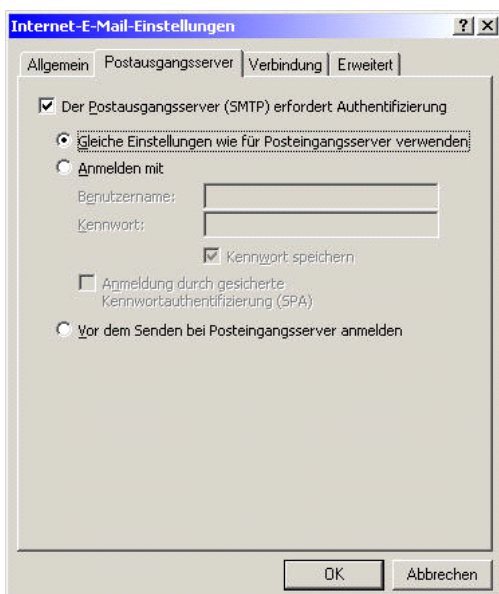 Internet-E-Mail-Einstellungen
Allgemein Postausgangsserver Verbindung Erweitert
Der Postausgangsserver (SMTP) erfordert Authentifizierung
Gleiche Einstellungen wie für Posteingangsserver verwenden
Anmelden mit
Benutzername:
Kennwort:
Kennwort speichern
Anmeldung durch gesicherte
Kennwortauthentifizierung (SPA)
Vor dem Senden bei Posteingangsserver anmelden
OK Abbrechen